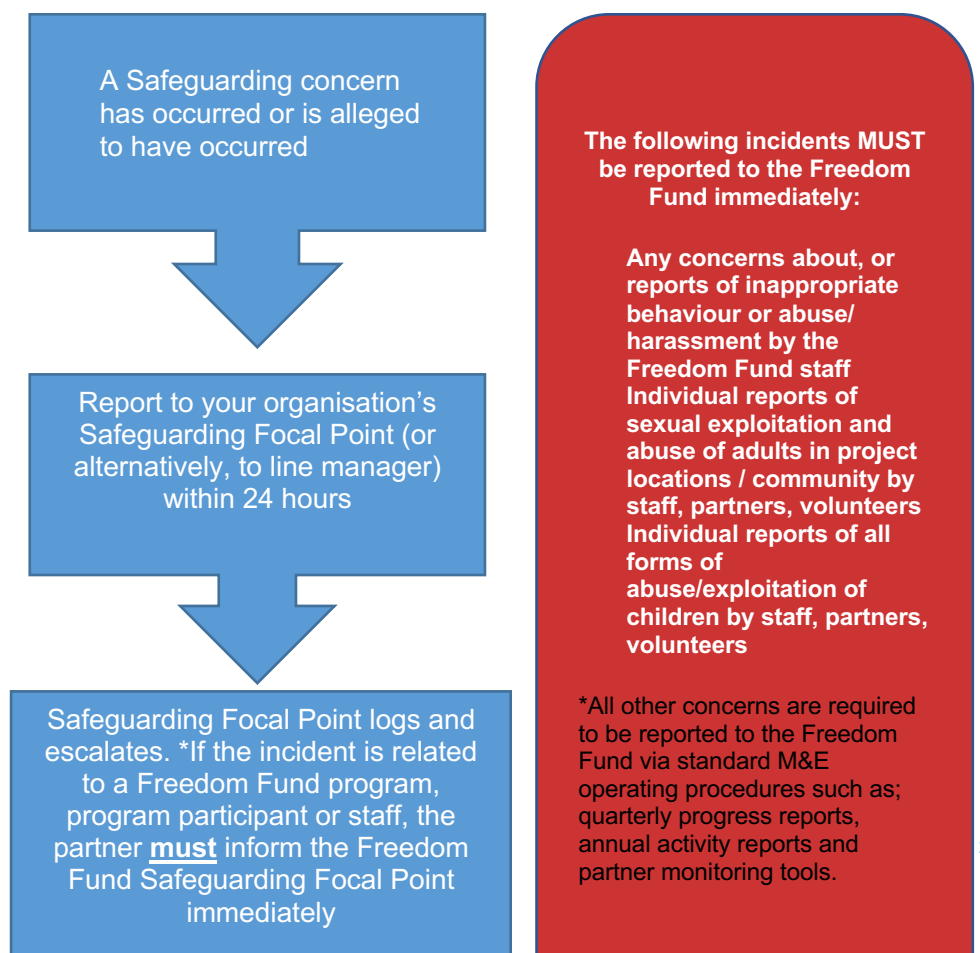 A Safeguarding concern
has occurred or is alleged
to have occurred
Report to your organisation’s
Safeguarding Focal Point (or
alternatively, to line manager)
within 24 hours
Safeguarding Focal Point logs and
escalates. *If the incident is related
to a Freedom Fund program,
program participant or staff, the
partner must inform the Freedom
Fund Safeguarding Focal Point
immediately
The following incidents MUST
be reported to the Freedom
Fund immediately:
Any concerns about, or
reports of inappropriate
behaviour or abuse/
harassment by the
Freedom Fund staff
Individual reports of
sexual exploitation and
abuse of adults in project
locations / community by
staff, partners, volunteers
Individual reports of all
forms of
abuse/exploitation of
children by staff, partners,
volunteers
*All other concerns are required
to be reported to the Freedom
Fund via standard M&E
operating procedures such as;
quarterly progress reports,
annual activity reports and
partner monitoring tools.